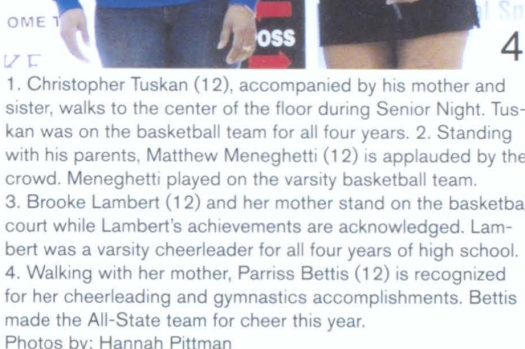 OME T
OSS
4
1. Christopher Tuskan (12), accompanied by his mother and
sister, walks to the center of the floor during Senior Night. Tus-
kan was on the basketball team for all four years. 2. Standing
with his parents, Matthew Meneghetti (12) is applauded by the
crowd. Meneghetti played on the varsity basketball team.
3. Brooke Lambert (12) and her mother stand on the basketba
court while Lambert's achievements are acknowledged. Lam-
bert was a varsity cheerleader for all four years of high school.
4. Walking with her mother, Parriss Bettis (12) is recognized
for her cheerleading and gymnastics accomplishments. Bettis
made the All-State team for cheer this year.
Photos by: Hannah Pittman